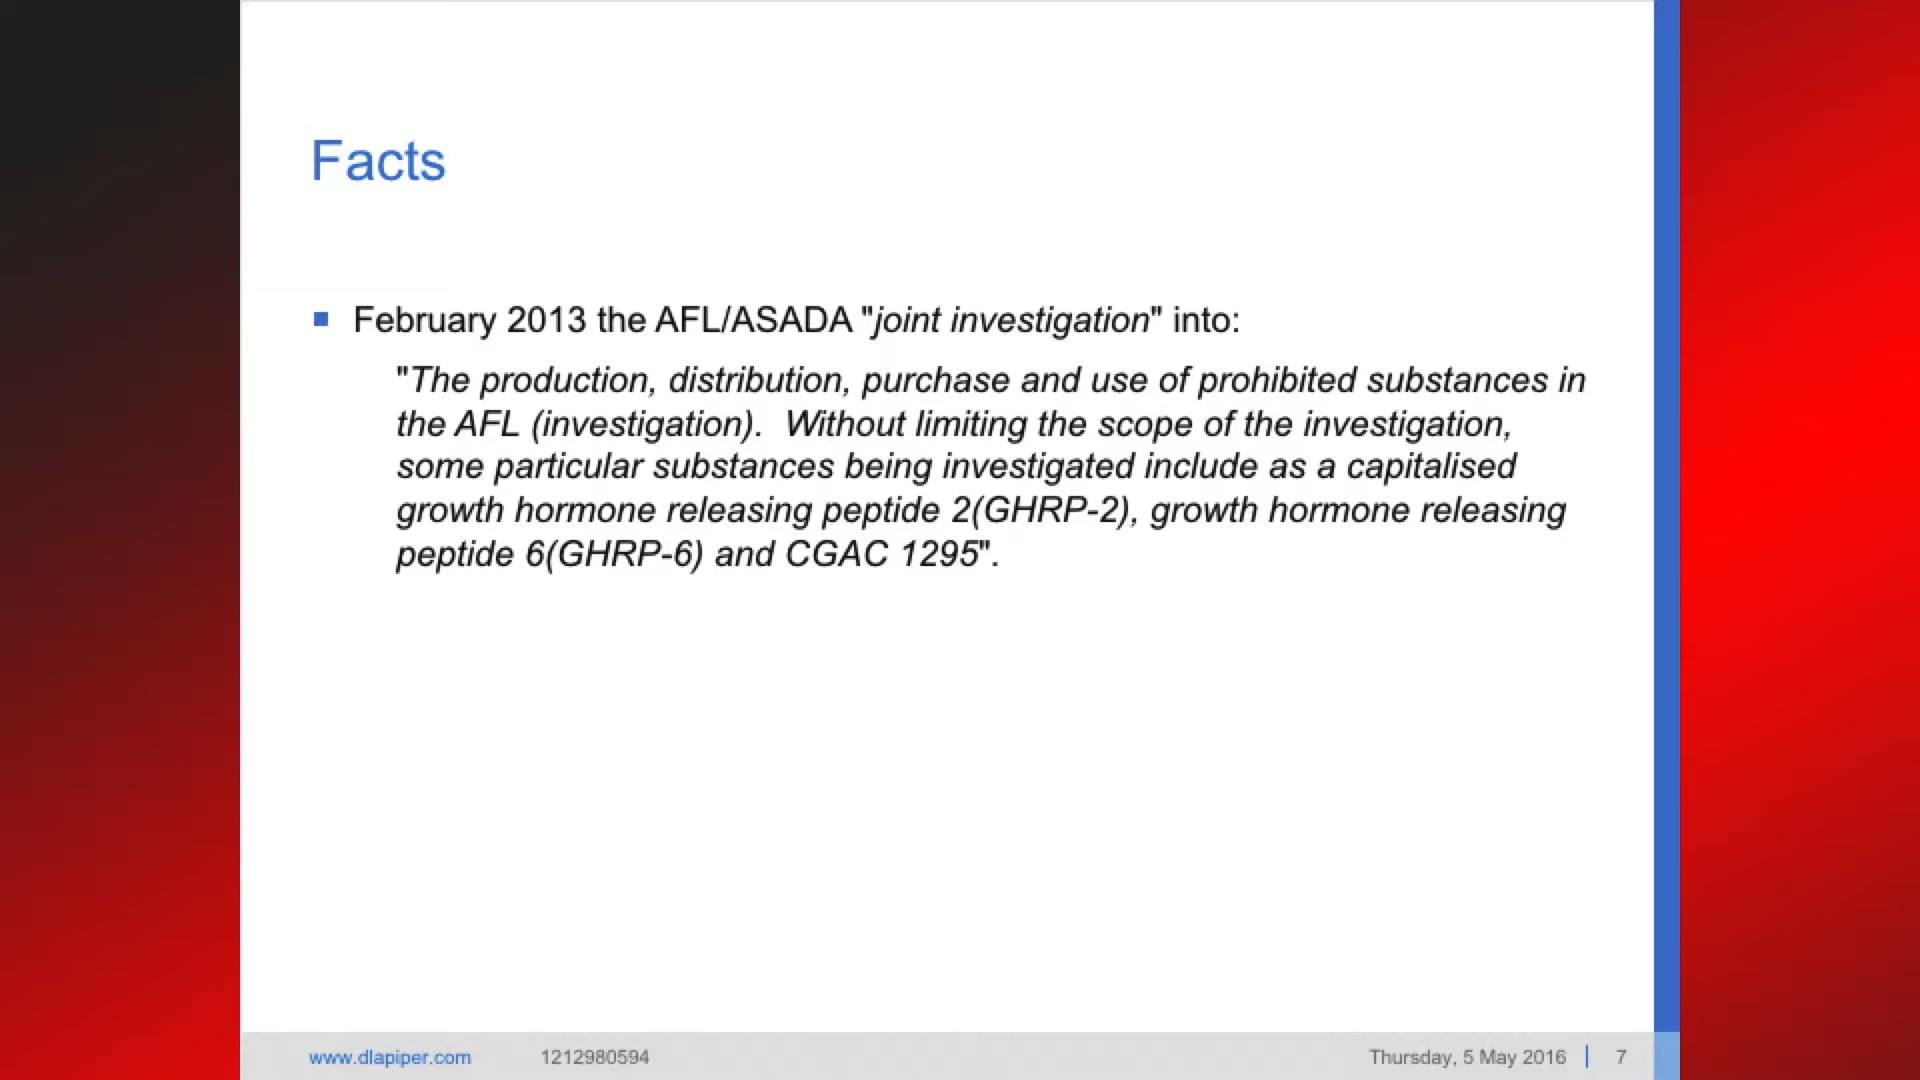 Facts
February 2013 the AFL/ASADA "joint investigation" into:
"The production, distribution, purchase and use of prohibited substances in
the AFL (investigation).  Without limiting the scope of the investigation,
some particular substances being investigated include as a capitalised
growth hormone releasing peptide 2(GHRP-2), growth hormone releasing
peptide 6(GHRP-6) and CGAC 1295".
www.dlapiper.com 1212980594 Thursday, 5 May 2016 7